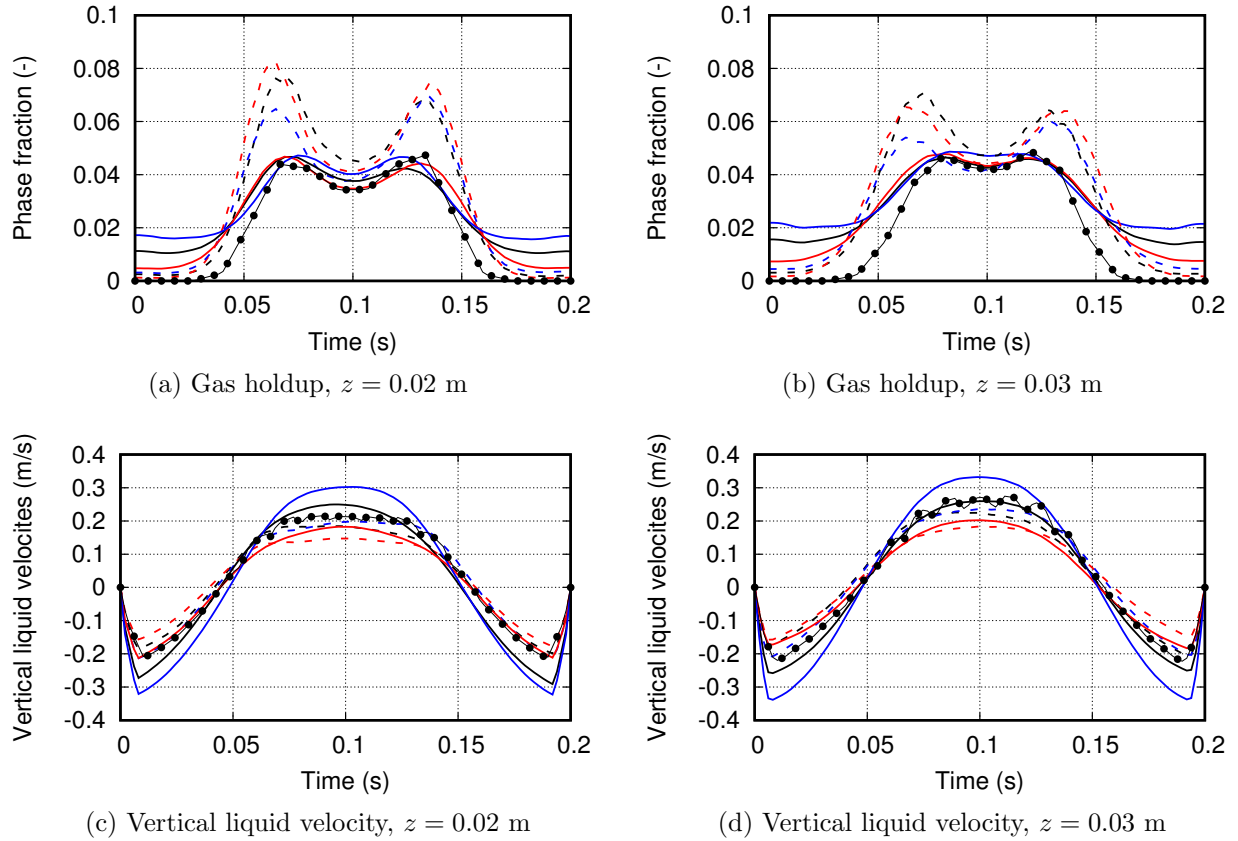 Phase fraction (-)
0.1
0.08
0.06
0.04
0.02
0
0 0.05 0.1 0.15 0.2
Time (s)
(a) Gas holdup, z = 0.02 m
Phase fraction (-)
0.1
0.08
0.06
0.04
0.02
0
0 0.05 0.1 0.15 0.2
Time (s)
(b) Gas holdup, z = 0.03 m
Vertical liquid velocites (m/s)
0.4
0.3
0.2
0.1
0
-0.1
-0.2
-0.3
-0.4
0 0.05 0.1 0.15 0.2
Time (s)
(c) Vertical liquid velocity, z = 0.02 m
Vertical liquid velocites (m/s)
0.4
0.3
0.2
0.1
0
-0.1
-0.2
-0.3
-0.4
0 0.05 0.1 0.15 0.2
Time (s)
(d) Vertical liquid velocity, z = 0.03 m